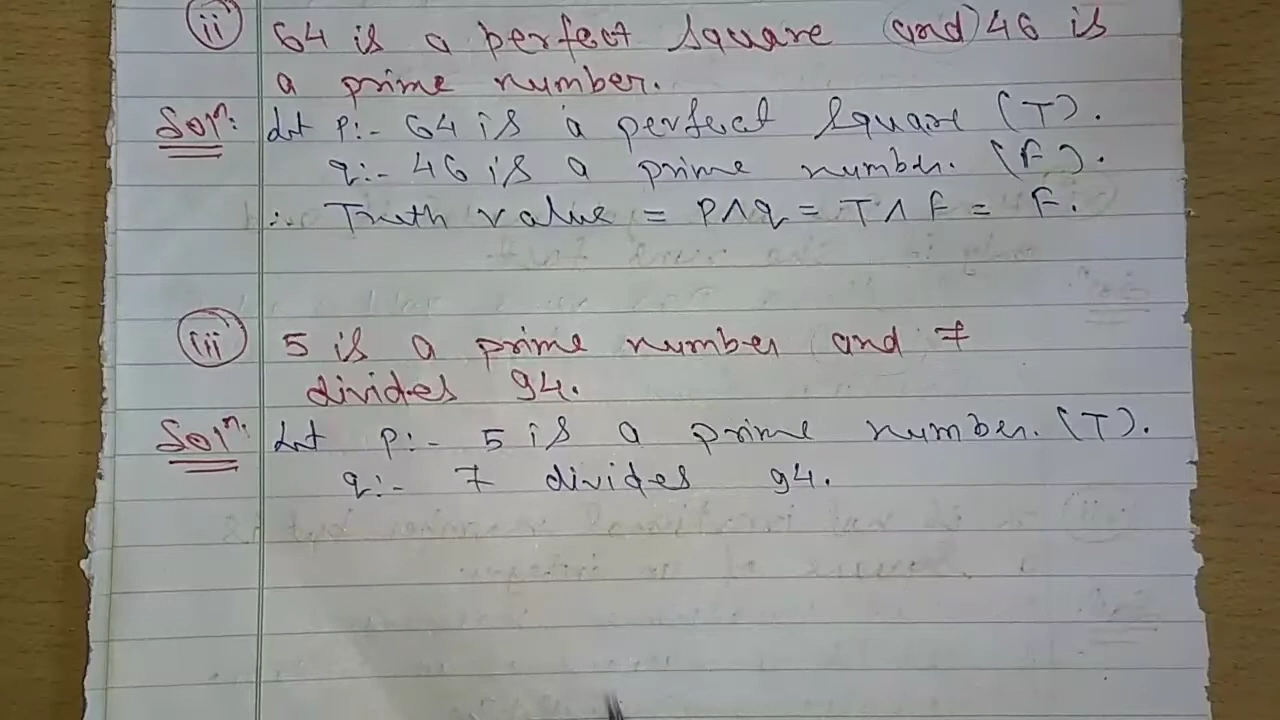 (ii) 64 is a perfect square (and) 46 is
a prime number.
Solⁿ: Let p:- 64 is a perfect square (T).
q:- 46 is a prime number. (F).
∴ Truth value = p∧q = T∧F = F.
(iii) 5 is a prime number and 7
divides 94.
Solⁿ: Let p:- 5 is a prime number. (T).
q:- 7 divides 94.